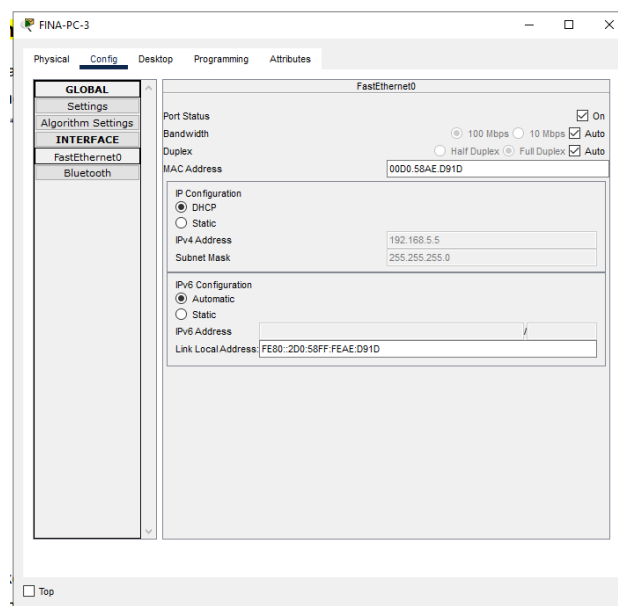 FINA-PC-3
Physical Config Desktop Programming Attributes
GLOBAL
Settings
Algorithm Settings
INTERFACE
FastEthernet0
Bluetooth
FastEthernet0
Port Status On
Bandwidth 100 Mbps 10 Mbps Auto
Duplex Half Duplex Full Duplex Auto
MAC Address 00D0.58AE.D91D
IP Configuration
DHCP
Static
IPv4 Address 192.168.5.5
Subnet Mask 255.255.255.0
IPv6 Configuration
Automatic
Static
IPv6 Address /
Link Local Address: FE80::2D0:58FF:FEAE:D91D
Top